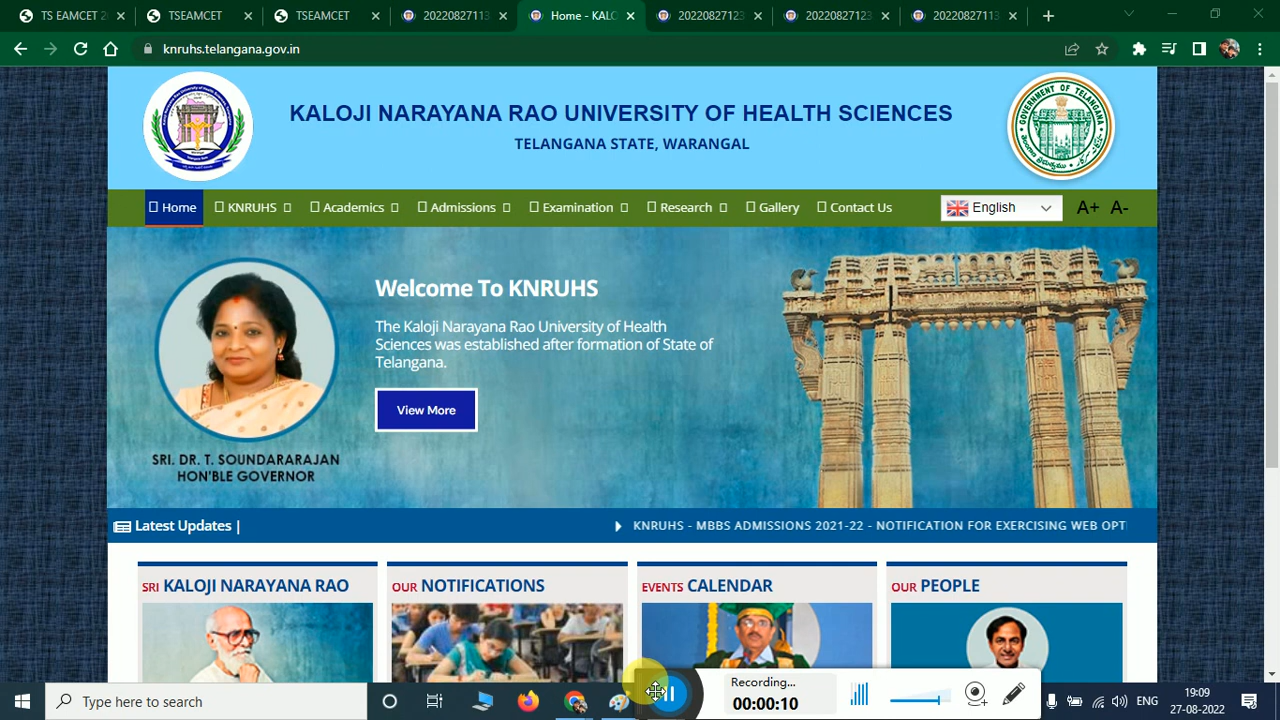 TS EAMCET 20
TSEAMCET
TSEAMCET
20220827113
Home - KALO
20220827123
20220827123
20220827113
knruhs.telangana.gov.in
KALOJI NARAYANA RAO UNIVERSITY OF HEALTH SCIENCES
TELANGANA STATE, WARANGAL
Home KNRUHS Academics Admissions Examination Research Gallery Contact Us English A+ A-
Welcome To KNRUHS
The Kaloji Narayana Rao University of Health
Sciences was established after formation of State of
Telangana.
View More
SRI. DR. T. SOUNDARARAJAN
HON'BLE GOVERNOR
Latest Updates |
KNRUHS - MBBS ADMISSIONS 2021-22 - NOTIFICATION FOR EXERCISING WEB OPT
SRI KALOJI NARAYANA RAO
OUR NOTIFICATIONS
EVENTS CALENDAR
OUR PEOPLE
Type here to search
Recording...
00:00:10
ENG
19:09
27-08-2022